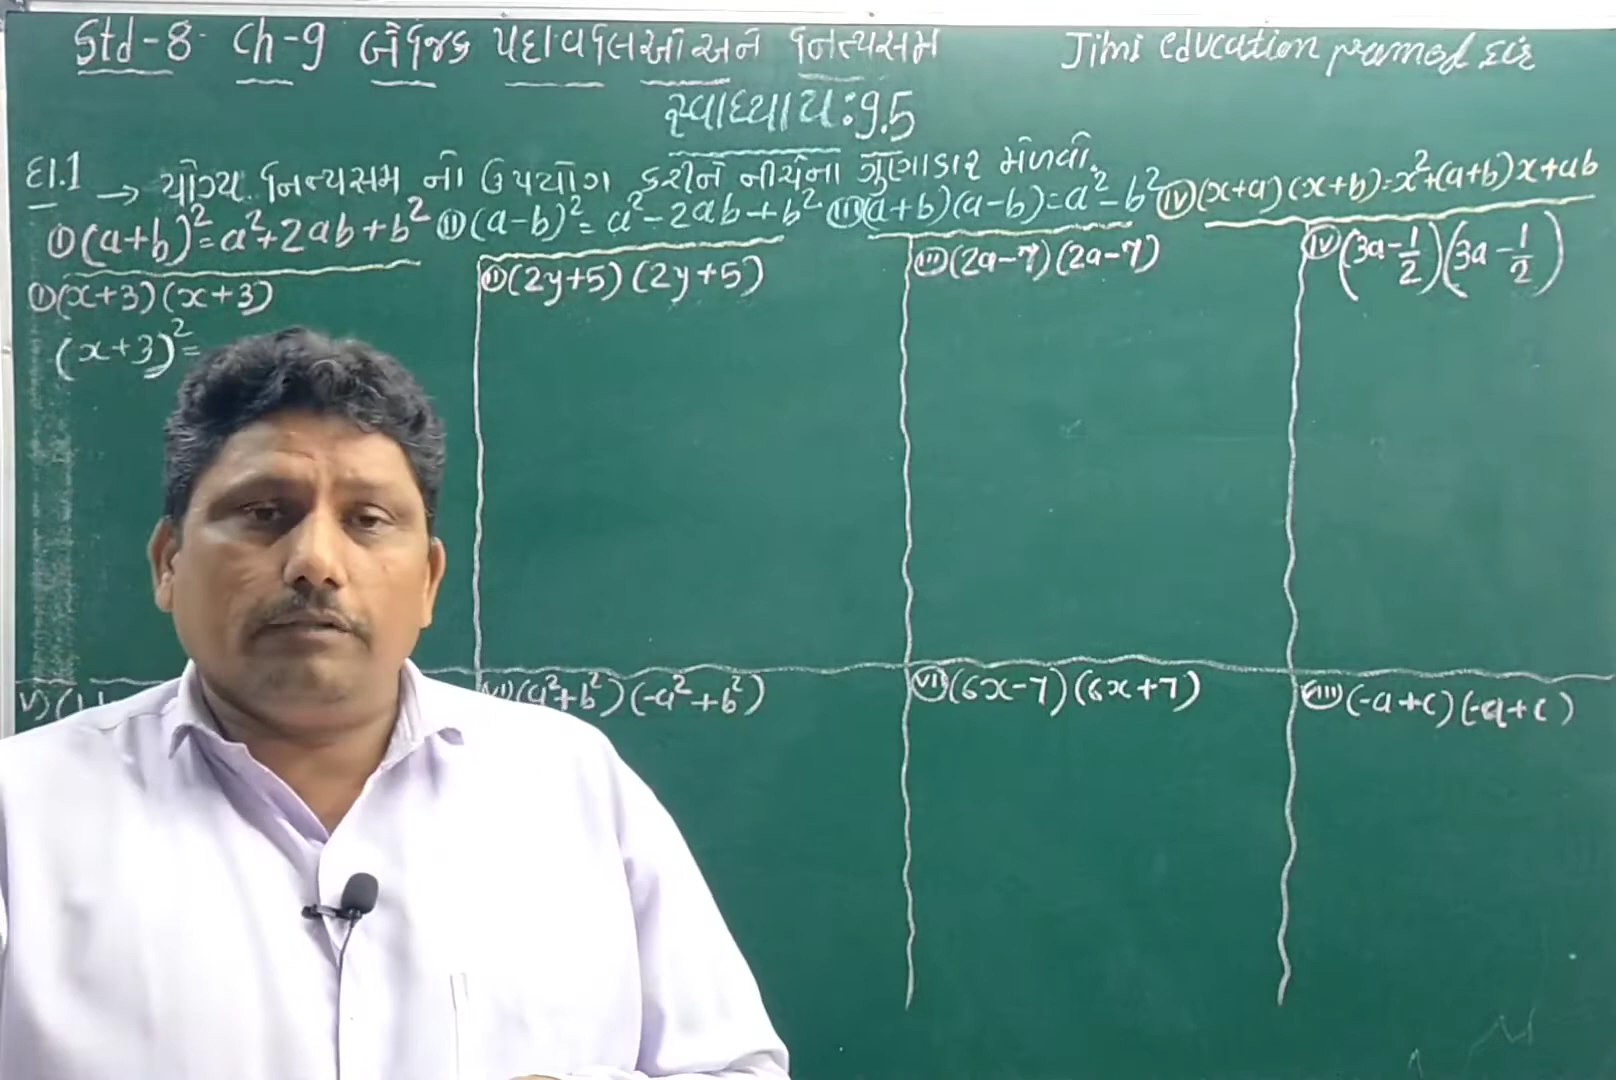 Std-8 Ch-9 બૈજિક પદાવલિઓ અને નિત્યસમ Jimi education pramod sir
સ્વાધ્યાય:9.5
દા.1 → યોગ્ય નિત્યસમ નો ઉપયોગ કરીને નીચેના ગુણાકાર મેળવો.
(i) (a+b)²=a²+2ab+b² (ii) (a-b)²=a²-2ab+b² (iii) (a+b)(a-b)=a²-b² (iv) (x+a)(x+b)=x²+(a+b)x+ab
(i) (x+3)(x+3)
(x+3)²=
(ii) (2y+5)(2y+5)
(iii) (2a-7)(2a-7)
(iv) (3a-1/2)(3a-1/2)
v) (1
vi) (a²+b²)(-a²+b²)
(vii) (6x-7)(6x+7)
(viii) (-a+c)(-a+c)